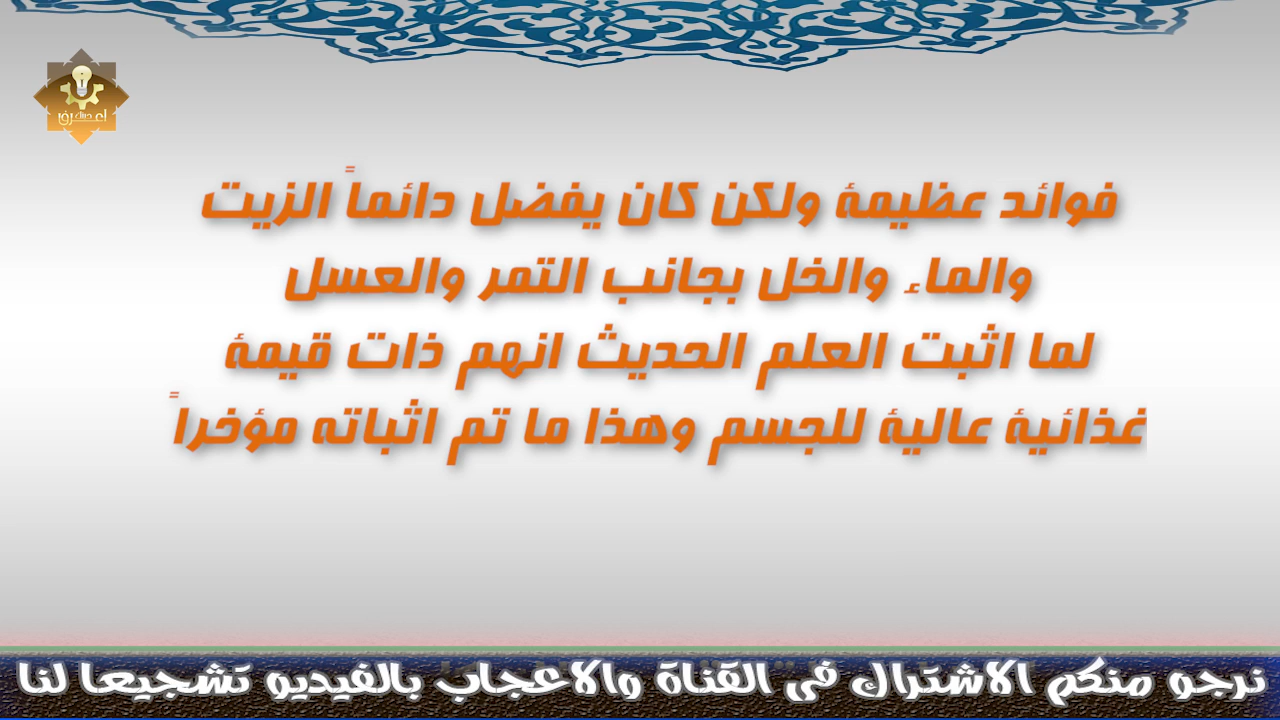 فوائد عظيمة ولكن كان يفضل دائماً الزيت
والماء والخل بجانب التمر والعسل
لما اثبت العلم الحديث انهم ذات قيمة
غذائية عالية للجسم وهذا ما تم اثباته مؤخراً
نرجو منكم الاشتراك فى القناة والاعجاب بالفيديو تشجيعا لنا